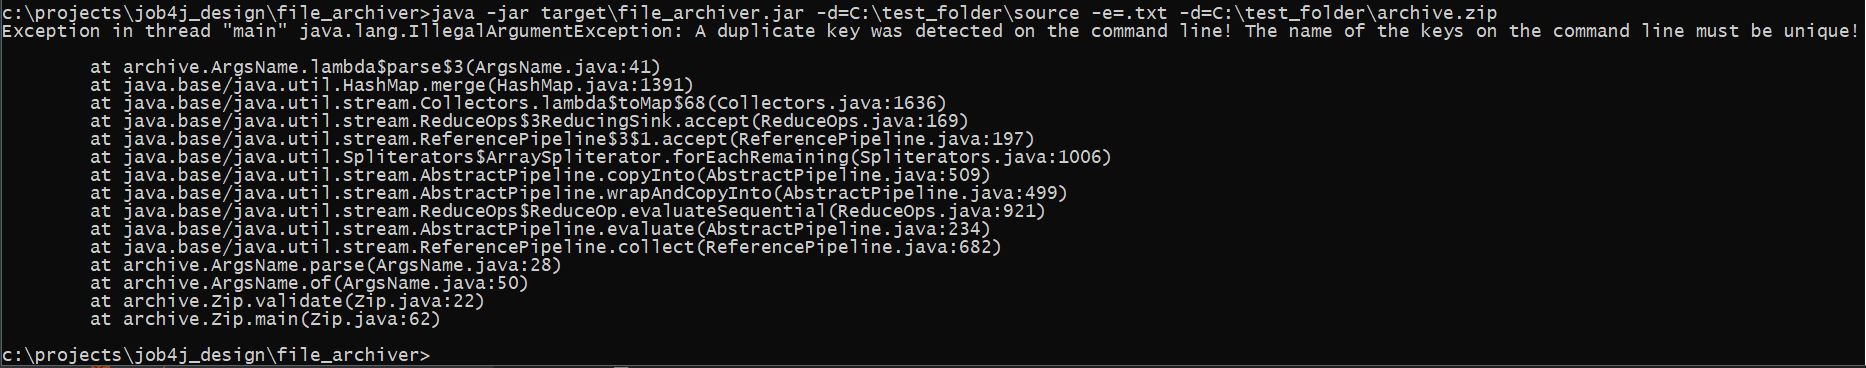 c:\projects\job4j_design\file_archiver>java -jar target\file_archiver.jar -d=C:\test_folder\source -e=.txt -d=C:\test_folder\archive.zip
Exception in thread "main" java.lang.IllegalArgumentException: A duplicate key was detected on the command line! The name of the keys on the command line must be unique!
at archive.ArgsName.lambda$parse$3(ArgsName.java:41)
at java.base/java.util.HashMap.merge(HashMap.java:1391)
at java.base/java.util.stream.Collectors.lambda$toMap$68(Collectors.java:1636)
at java.base/java.util.stream.ReduceOps$3ReducingSink.accept(ReduceOps.java:169)
at java.base/java.util.stream.ReferencePipeline$3$1.accept(ReferencePipeline.java:197)
at java.base/java.util.Spliterators$ArraySpliterator.forEachRemaining(Spliterators.java:1006)
at java.base/java.util.stream.AbstractPipeline.copyInto(AbstractPipeline.java:509)
at java.base/java.util.stream.AbstractPipeline.wrapAndCopyInto(AbstractPipeline.java:499)
at java.base/java.util.stream.ReduceOps$ReduceOp.evaluateSequential(ReduceOps.java:921)
at java.base/java.util.stream.AbstractPipeline.evaluate(AbstractPipeline.java:234)
at java.base/java.util.stream.ReferencePipeline.collect(ReferencePipeline.java:682)
at archive.ArgsName.parse(ArgsName.java:28)
at archive.ArgsName.of(ArgsName.java:50)
at archive.Zip.validate(Zip.java:22)
at archive.Zip.main(Zip.java:62)
c:\projects\job4j_design\file_archiver>